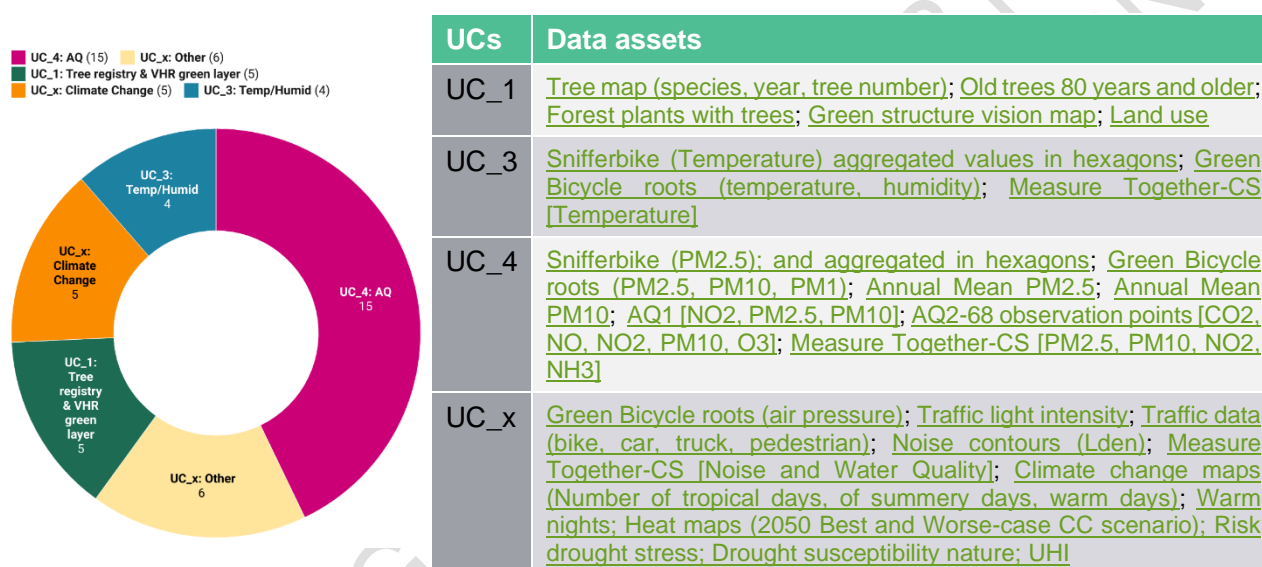 UC_4: AQ (15) UC_x: Other (6)
UC_1: Tree registry & VHR green layer (5)
UC_x: Climate Change (5) UC_3: Temp/Humid (4)
UC_3:
Temp/Humid
4
UC_x:
Climate
Change
5
UC_4: AQ
15
UC_1:
Tree
registry
& VHR
green
layer
5
UC_x: Other
6
UCs Data assets
UC_1 Tree map (species, year, tree number); Old trees 80 years and older;
Forest plants with trees; Green structure vision map; Land use
UC_3 Snifferbike (Temperature) aggregated values in hexagons; Green
Bicycle roots (temperature, humidity); Measure Together-CS
[Temperature]
UC_4 Snifferbike (PM2.5); and aggregated in hexagons; Green Bicycle
roots (PM2.5, PM10, PM1); Annual Mean PM2.5; Annual Mean
PM10; AQ1 [NO2, PM2.5, PM10]; AQ2-68 observation points [CO2,
NO, NO2, PM10, O3]; Measure Together-CS [PM2.5, PM10, NO2,
NH3]
UC_x Green Bicycle roots (air pressure); Traffic light intensity; Traffic data
(bike, car, truck, pedestrian); Noise contours (Lden); Measure
Together-CS [Noise and Water Quality]; Climate change maps
(Number of tropical days, of summery days, warm days); Warm
nights; Heat maps (2050 Best and Worse-case CC scenario); Risk
drought stress; Drought susceptibility nature; UHI